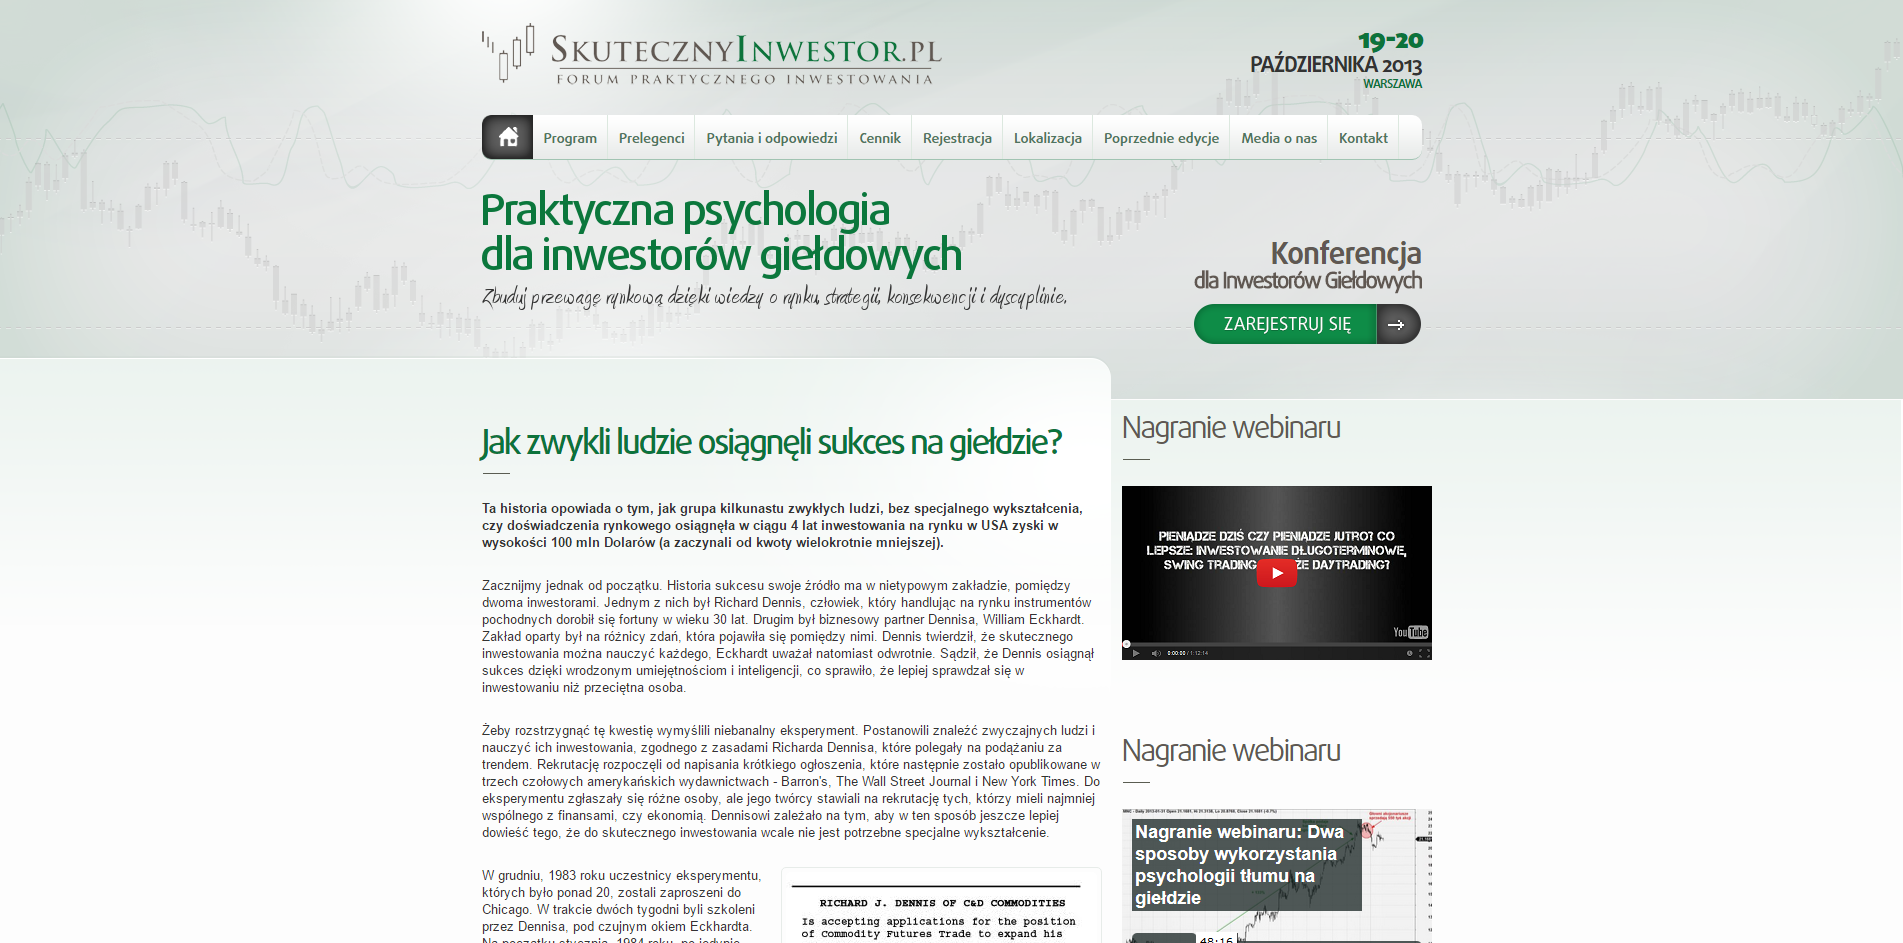 SKUTECZNYINWESTOR.PL
FORUM PRAKTYCZNEGO INWESTOWANIA
19-20
PAŹDZIERNIKA 2013
WARSZAWA
Program Prelegenci Pytania i odpowiedzi Cennik Rejestracja Lokalizacja Poprzednie edycje Media o nas Kontakt
Praktyczna psychologia
dla inwestorów giełdowych
Zbuduj przewagę rynkową dzięki wiedzy o rynku, strategii, konsekwencji i dyscyplinie.
Konferencja
dla Inwestorów Giełdowych
ZAREJESTRUJ SIĘ
Jak zwykli ludzie osiągnęli sukces na giełdzie?
Ta historia opowiada o tym, jak grupa kilkunastu zwykłych ludzi, bez specjalnego wykształcenia,
czy doświadczenia rynkowego osiągnęła w ciągu 4 lat inwestowania na rynku w USA zyski w
wysokości 100 mln Dolarów (a zaczynali od kwoty wielokrotnie mniejszej).
Zacznijmy jednak od początku. Historia sukcesu swoje źródło ma w nietypowym zakładzie, pomiędzy
dwoma inwestorami. Jednym z nich był Richard Dennis, człowiek, który handlując na rynku instrumentów
pochodnych dorobił się fortuny w wieku 30 lat. Drugim był biznesowy partner Dennisa, William Eckhardt.
Zakład oparty był na różnicy zdań, która pojawiła się pomiędzy nimi. Dennis twierdził, że skutecznego
inwestowania można nauczyć każdego, Eckhardt uważał natomiast odwrotnie. Sądził, że Dennis osiągnął
sukces dzięki wrodzonym umiejętnościom i inteligencji, co sprawiło, że lepiej sprawdzał się w
inwestowaniu niż przeciętna osoba.
Żeby rozstrzygnąć tę kwestię wymyślili niebanalny eksperyment. Postanowili znaleźć zwyczajnych ludzi i
nauczyć ich inwestowania, zgodnego z zasadami Richarda Dennisa, które polegały na podążaniu za
trendem. Rekrutację rozpoczęli od napisania krótkiego ogłoszenia, które następnie zostało opublikowane w
trzech czołowych amerykańskich wydawnictwach - Barron's, The Wall Street Journal i New York Times. Do
eksperymentu zgłaszały się różne osoby, ale jego twórcy stawiali na rekrutację tych, którzy mieli najmniej
wspólnego z finansami, czy ekonomią. Dennisowi zależało na tym, aby w ten sposób jeszcze lepiej
dowieść tego, że do skutecznego inwestowania wcale nie jest potrzebne specjalne wykształcenie.
W grudniu, 1983 roku uczestnicy eksperymentu,
których było ponad 20, zostali zaproszeni do
Chicago. W trakcie dwóch tygodni byli szkoleni
przez Dennisa, pod czujnym okiem Eckhardta.
Na początku stycznia, 1984 roku, po jedynie
RICHARD J. DENNIS OF C&D COMMODITIES
Is accepting applications for the position
of Commodity Futures Trade to expand his
Nagranie webinaru
PIENIĄDZE DZIŚ CZY PIENIĄDZE JUTRO? CO
LEPSZE: INWESTOWANIE DŁUGOTERMINOWE,
SWING TRADING ŻE DAYTRADING?
YouTube
0:00:00 / 1:12:14
Nagranie webinaru
Nagranie webinaru: Dwa
sposoby wykorzystania
psychologii tłumu na
giełdzie
48:16